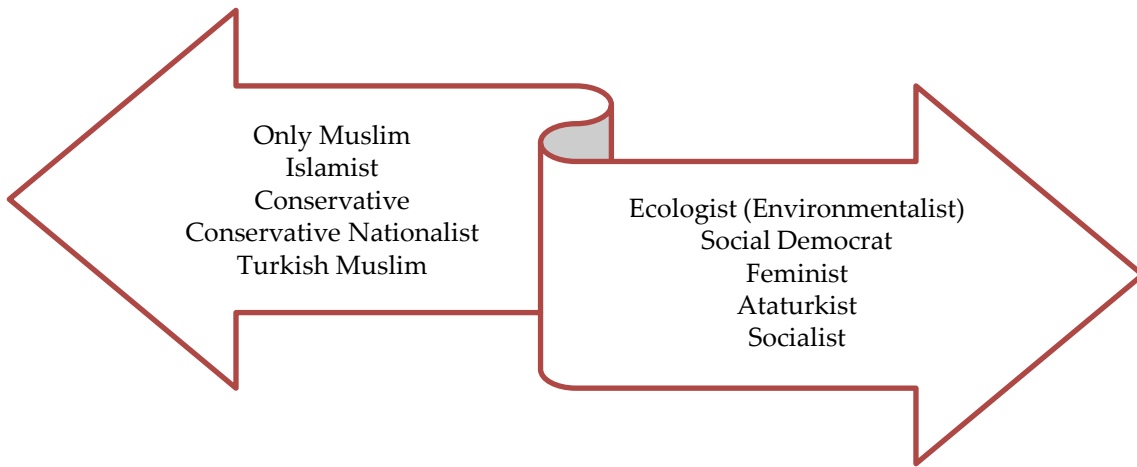 Only Muslim
Islamist
Conservative
Conservative Nationalist
Turkish Muslim
Ecologist (Environmentalist)
Social Democrat
Feminist
Ataturkist
Socialist